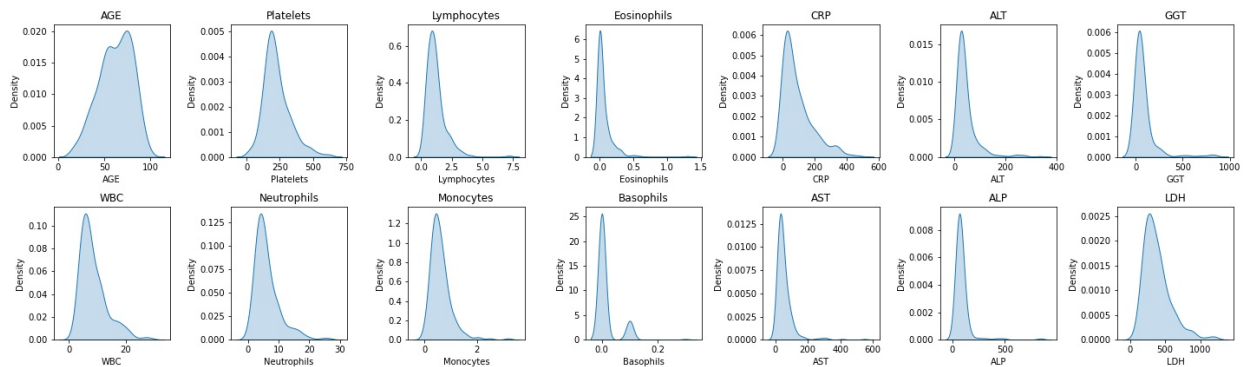 AGE
Platelets
Lymphocytes
Eosinophils
CRP
ALT
GGT
Density
0.020
0.015
0.010
0.005
0.000
0 50 100
AGE
Density
0.005
0.004
0.003
0.002
0.001
0.000
0 250 500 750
Platelets
Density
0.6
0.4
0.2
0.0
0.0 2.5 5.0 7.5
Lymphocytes
Density
6
5
4
3
2
1
0
0.0 0.5 1.0 1.5
Eosinophils
Density
0.006
0.005
0.004
0.003
0.002
0.001
0.000
0 200 400 600
CRP
Density
0.015
0.010
0.005
0.000
0 200 400
ALT
Density
0.006
0.005
0.004
0.003
0.002
0.001
0.000
0 500 1000
GGT
WBC
Neutrophils
Monocytes
Basophils
AST
ALP
LDH
Density
0.10
0.08
0.06
0.04
0.02
0.00
0 20
WBC
Density
0.125
0.100
0.075
0.050
0.025
0.000
0 10 20 30
Neutrophils
Density
1.2
1.0
0.8
0.6
0.4
0.2
0.0
0 2
Monocytes
Density
25
20
15
10
5
0
0.0 0.2
Basophils
Density
0.0125
0.0100
0.0075
0.0050
0.0025
0.0000
0 200 400 600
AST
Density
0.008
0.006
0.004
0.002
0.000
0 500
ALP
Density
0.0025
0.0020
0.0015
0.0010
0.0005
0.0000
0 500 1000
LDH